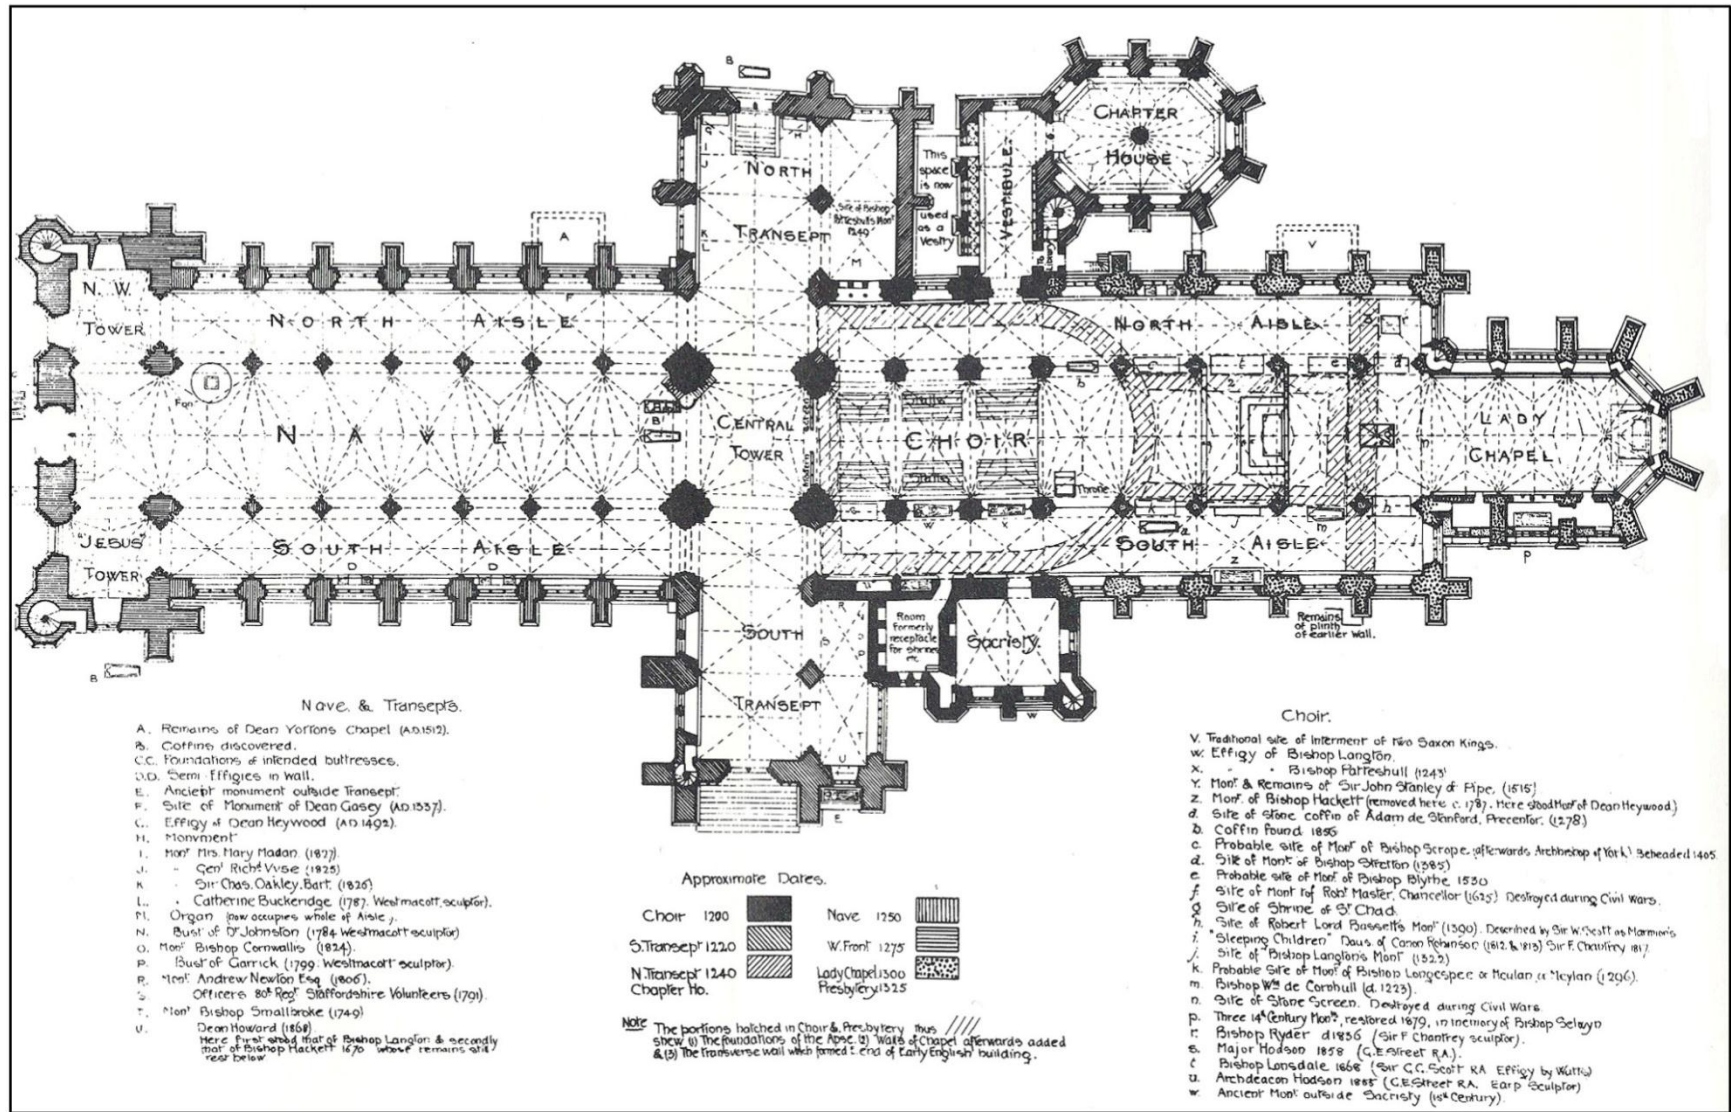 CHAPTER
HOUSE
VESTIBULE.
This
space
is now
used
as a
Vestry
NORTH
TRANSEPT
Site of Bishop
Pattesbull's Mont
1249
M
A
B
V
N. W.
TOWER
NORTH AISLE
NORTH AISLE
Font
NAVE
CENTRAL
TOWER
CHOIR
Stalls
Stalls
Throne
LADY
CHAPEL
"JESUS"
TOWER
SOUTH AISLE
SOUTH AISLE
D D
Z
P
B
SOUTH
TRANSEPT
Room
formerly
receptacle
for shrines
etc.
Sacristy.
W
E
Remains
of plinth
of earlier Wall.
Nave & Transepts.
A. Remains of Dean Yottons Chapel (A.D.1512).
B. Coffins discovered.
C.C. Foundations of intended buttresses.
D.D. Semi-Effigies in wall.
E. Ancient monument outside Transept.
F. Site of Monument of Dean Casey (A.D.1337).
G. Effigy of Dean Heywood (A.D.1492).
H. Monument
I. Mont Mrs. Mary Madan (1827).
J. " Genl Richd Vyse (1825)
K " Sir Chas. Oakley. Bart. (1826)
L. " Catherine Buckeridge (1787. Westmacott, sculptor).
M. Organ (now occupies whole of Aisle).
N. Bust of Dr Johnston (1784 Westmacott sculptor)
O. Mont Bishop Cornwallis (1824).
P. Bust of Garrick (1799. Westmacott sculptor).
R. Mont Andrew Newton Esq (1806).
S. Officers 80th Regt Staffordshire Volunteers (1791).
T. Mont Bishop Smallbroke (1749)
U. Dean Howard (1868)
Here first stood that of Bishop Langton & secondly
that of Bishop Hackett 1670 whose remains still
rest below
Approximate Dates.
Choir 1200
Nave 1250
S.Transept 1220
W.Front 1275
N.Transept 1240
Chapter Ho.
Lady Chapel 1300
Presbytery 1325
Note The portions hatched in Choir & Presbytery thus ////
shew (1) The foundations of the Apse. (2) Walls of Chapel afterwards added
& (3) The Transverse wall which formed E. end of Early English building.
Choir.
V. Traditional site of Interment of two Saxon Kings.
W. Effigy of Bishop Langton.
X. " " Bishop Patteshull (1243)
Y. Mont & Remains of Sir John Stanley of Pipe. (1515)
Z. Mont. of Bishop Hackett (removed here c. 1787. Here stood Mont of Dean Heywood)
a. Site of Stone coffin of Adam de Stanford, Precentor. (1278)
b. Coffin found 1856
c. Probable site of Mont of Bishop Scrope (afterwards Archbishop of York) Beheaded 1405.
d. Site of Mont of Bishop Stretton (1385)
e. Probable site of Mont of Bishop Blythe 1530
f. Site of Mont of Robt Master, Chancellor (1625) Destroyed during Civil Wars.
g. Site of Shrine of St Chad.
h. Site of Robert Lord Bassett's Mont (1390). Described by Sir W. Scott as Marmion's
i. "Sleeping Children" Daus. of Canon Robinson (1812 & 1813) Sir F. Chantrey 1817.
j. Site of Bishop Langton's Mont (1322)
k. Probable Site of Mont of Bishop Longespee or Meulan or Meylan (1296).
m. Bishop Wm de Cornhull (d. 1223).
n. Site of Stone Screen. Destroyed during Civil Wars.
p. Three 14th Century Monts, restored 1879, in memory of Bishop Selwyn
r. Bishop Ryder d1836 (Sir F Chantrey sculptor).
s. Major Hodson 1858 (G.E Street R.A.).
t Bishop Lonsdale 1868 (Sir G.G. Scott RA Effigy by Watts)
u. Archdeacon Hodson 1855 (G.E Street RA. Earp Sculptor)
w. Ancient Mont outside Sacristy (15th Century).